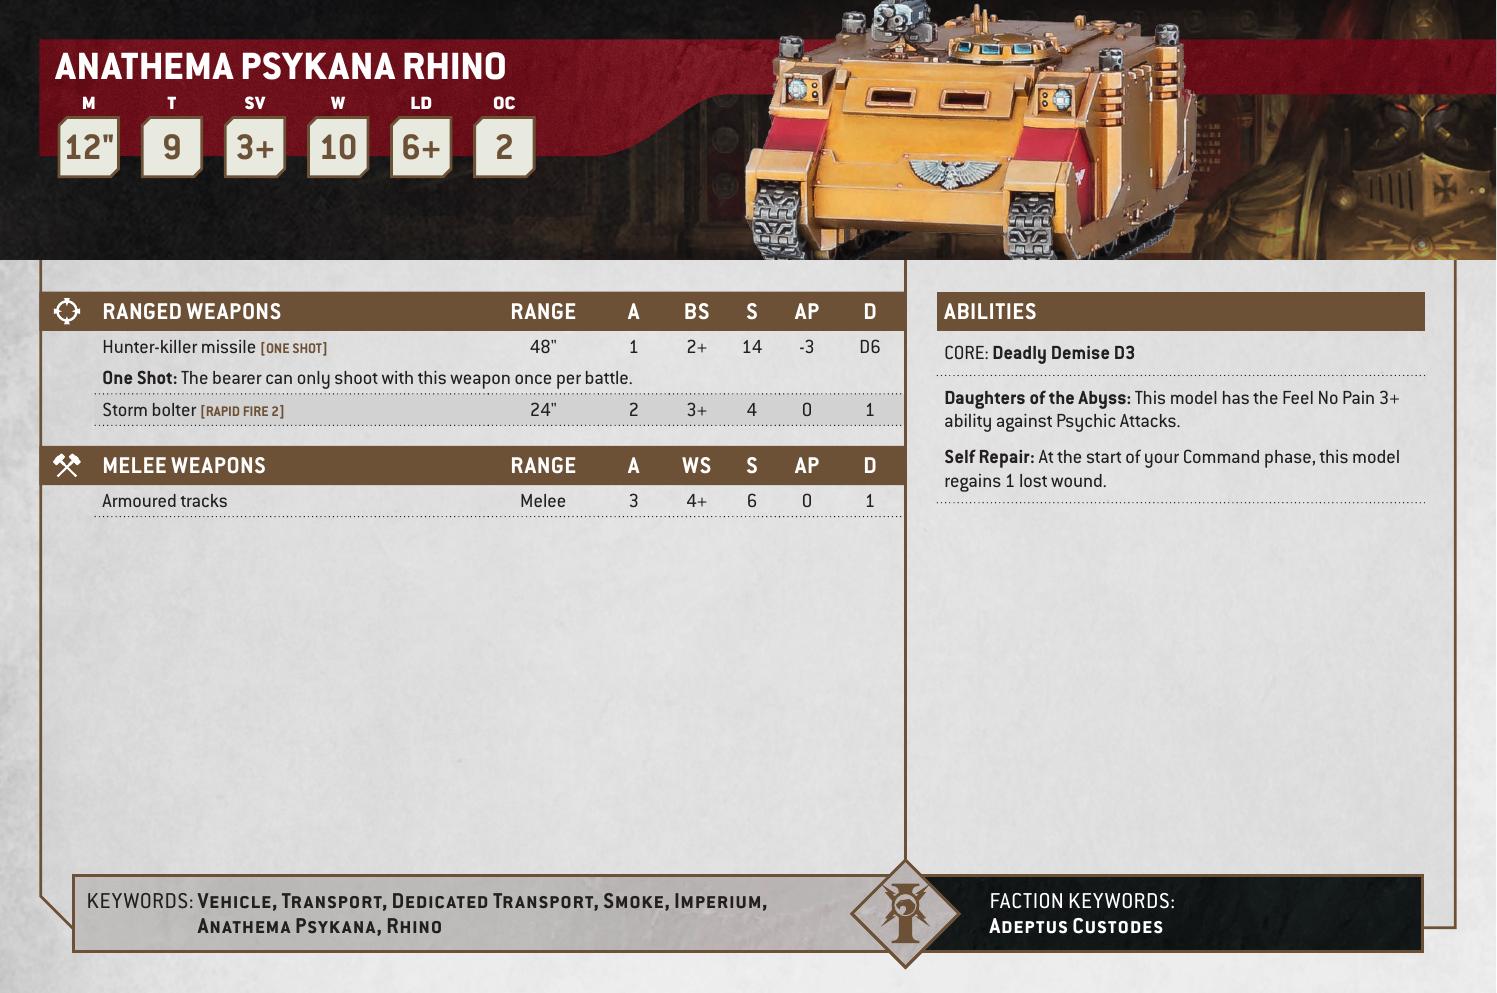 ANATHEMA PSYKANA RHINO
M T SV W LD OC
12" 9 3+ 10 6+ 2
RANGED WEAPONS RANGE A BS S AP D
Hunter-killer missile [ONE SHOT] 48" 1 2+ 14 -3 D6
One Shot: The bearer can only shoot with this weapon once per battle.
Storm bolter [RAPID FIRE 2] 24" 2 3+ 4 0 1
MELEE WEAPONS RANGE A WS S AP D
Armoured tracks Melee 3 4+ 6 0 1
ABILITIES
CORE: Deadly Demise D3
Daughters of the Abyss: This model has the Feel No Pain 3+
ability against Psychic Attacks.
Self Repair: At the start of your Command phase, this model
regains 1 lost wound.
KEYWORDS: VEHICLE, TRANSPORT, DEDICATED TRANSPORT, SMOKE, IMPERIUM,
ANATHEMA PSYKANA, RHINO
FACTION KEYWORDS:
ADEPTUS CUSTODES